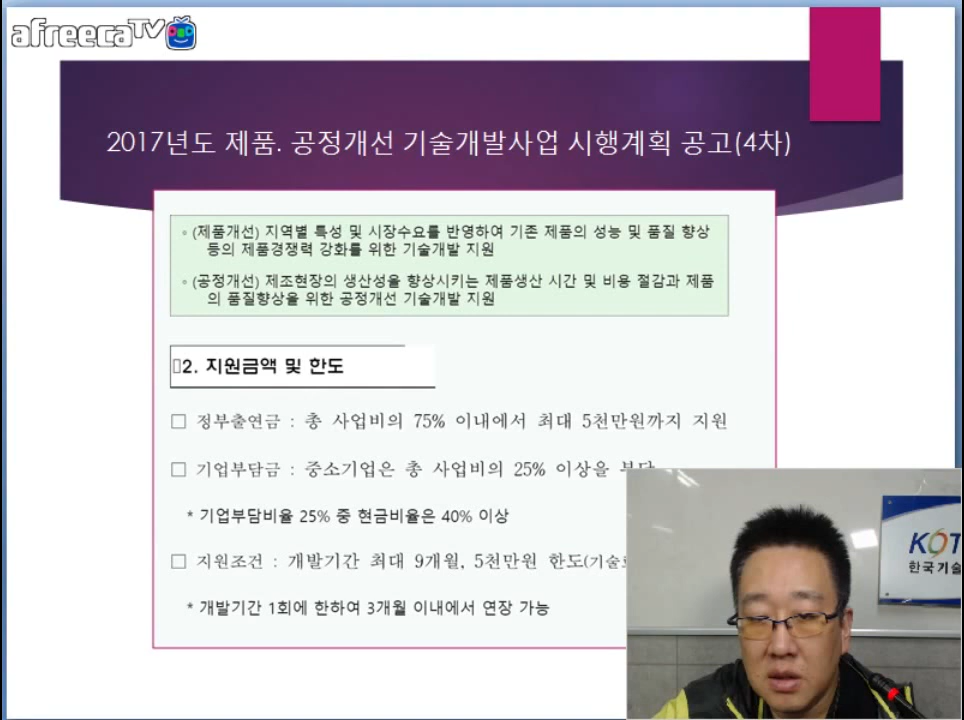 afreecaTV
2017년도 제품. 공정개선 기술개발사업 시행계획 공고(4차)
◦ (제품개선) 지역별 특성 및 시장수요를 반영하여 기존 제품의 성능 및 품질 향상
등의 제품경쟁력 강화를 위한 기술개발 지원
◦ (공정개선) 제조현장의 생산성을 향상시키는 제품생산 시간 및 비용 절감과 제품
의 품질향상을 위한 공정개선 기술개발 지원
2. 지원금액 및 한도
□ 정부출연금 : 총 사업비의 75% 이내에서 최대 5천만원까지 지원
□ 기업부담금 : 중소기업은 총 사업비의 25% 이상을
* 기업부담비율 25% 중 현금비율은 40% 이상
□ 지원조건 : 개발기간 최대 9개월, 5천만원 한도(기술
* 개발기간 1회에 한하여 3개월 이내에서 연장 가능
KOT
한국기술